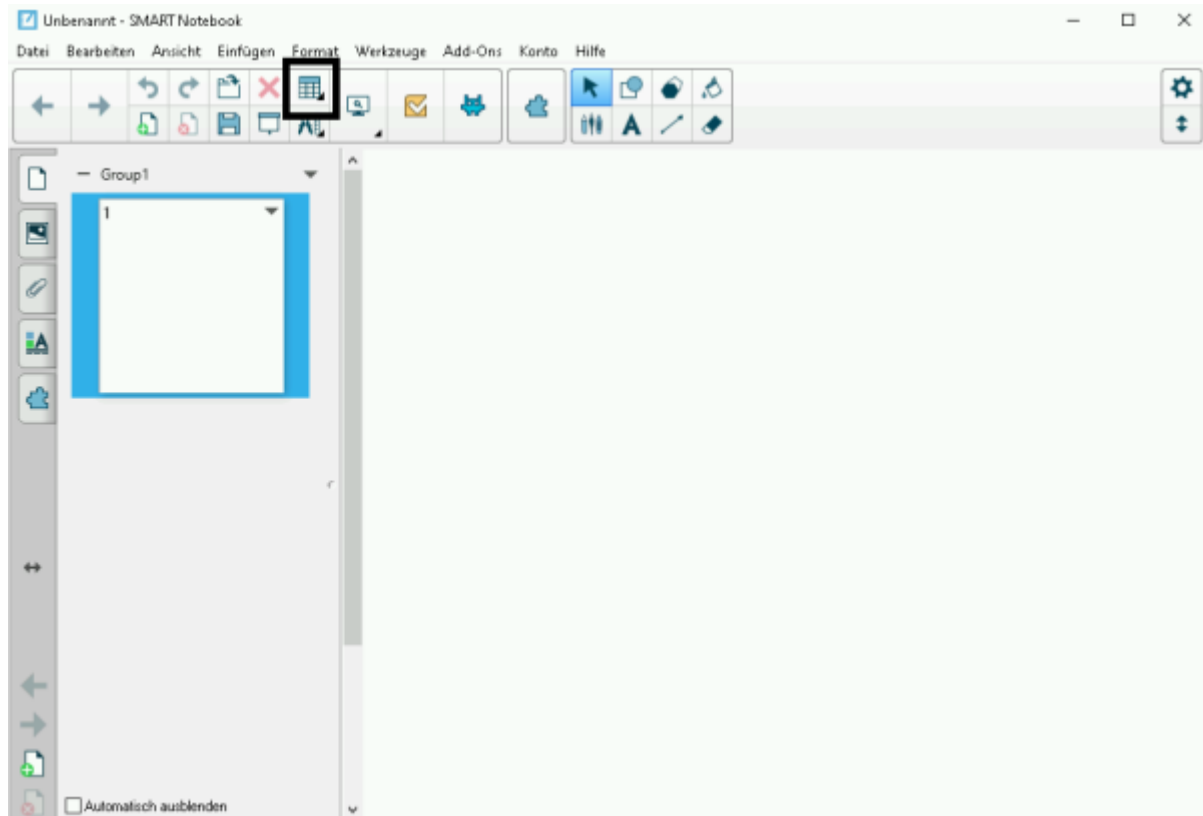 Unbenannt - SMART Notebook
Datei Bearbeiten Ansicht Einfügen Format Werkzeuge Add-Ons Konto Hilfe
Group1
1
Automatisch ausblenden